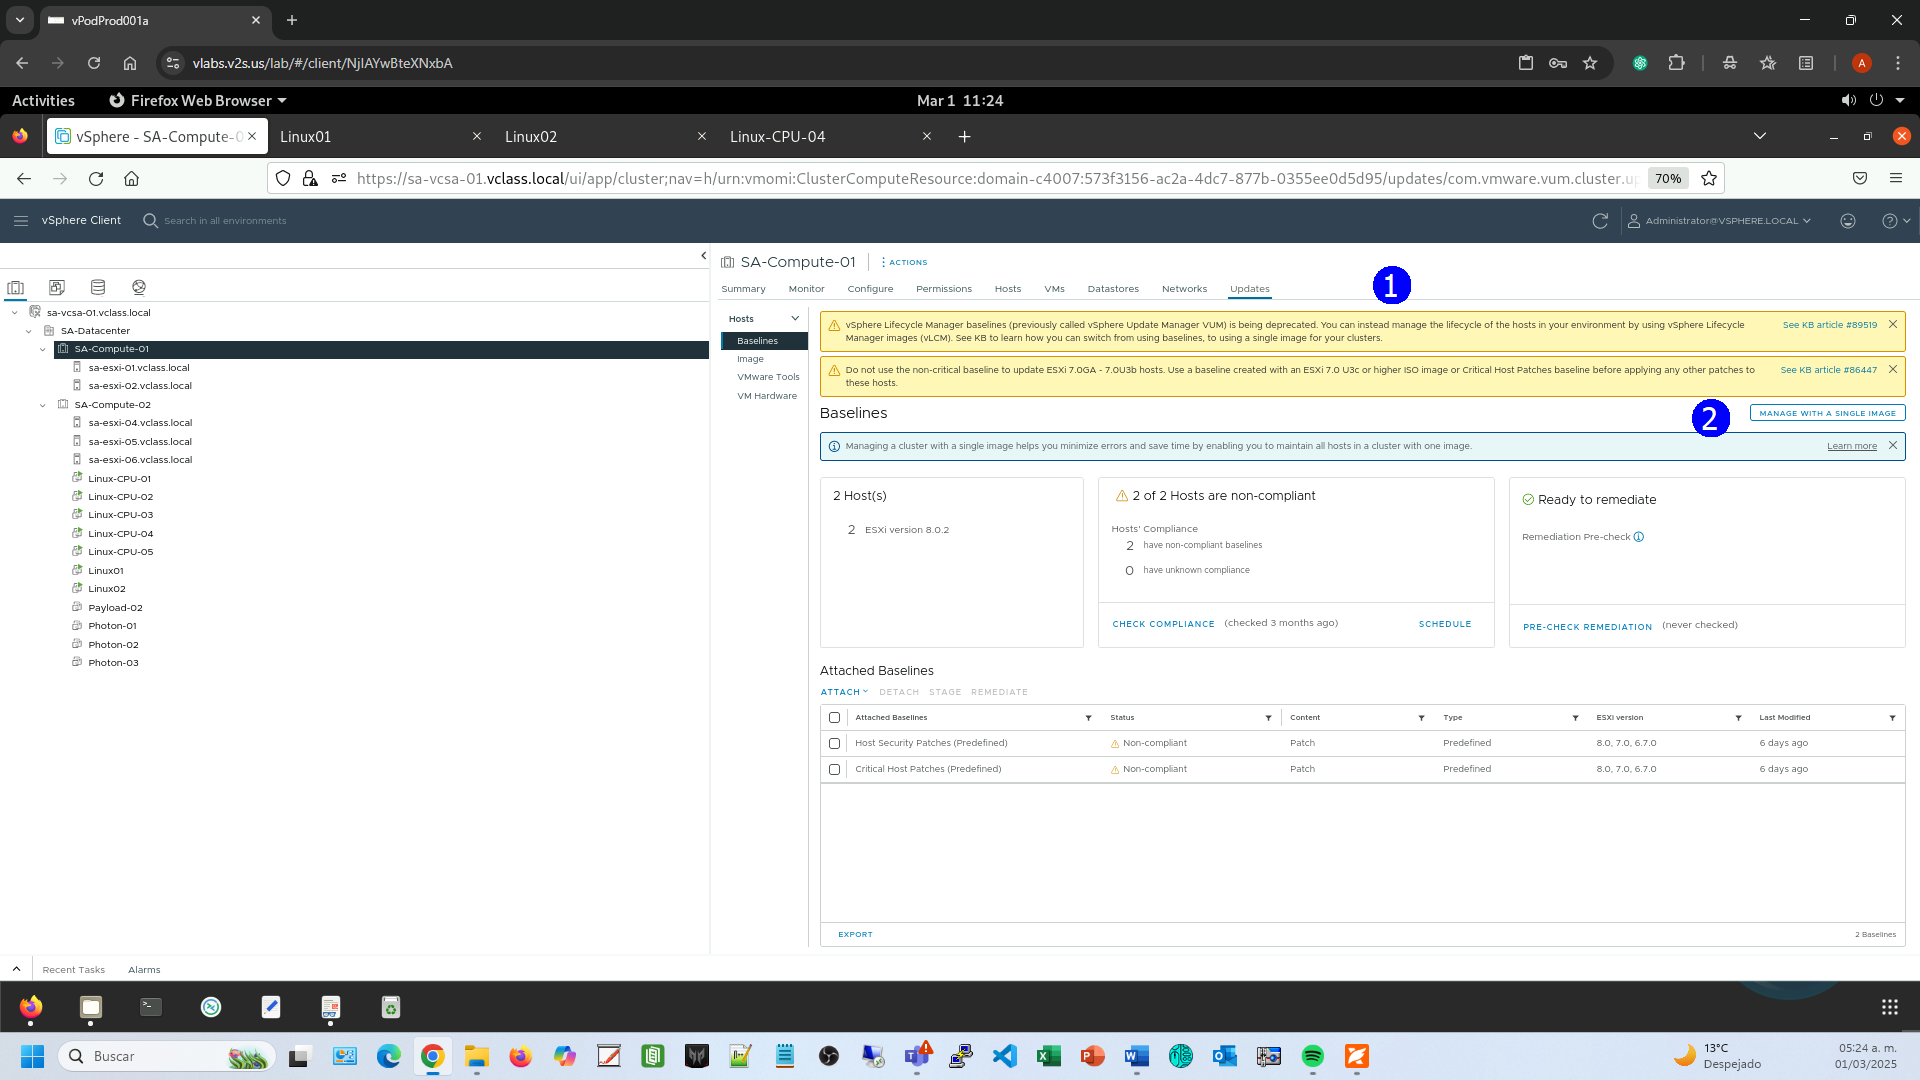 vPodProd001a
vlabs.v2s.us/lab/#/client/NjIAYwBteXNxbA
A
Activities
Firefox Web Browser
Mar 1 11:24
vSphere - SA-Compute-0
Linux01
Linux02
Linux-CPU-04
https://sa-vcsa-01.vclass.local/ui/app/cluster;nav=h/urn:vmomi:ClusterComputeResource:domain-c4007:573f3156-ac2a-4dc7-877b-0355ee0d5d95/updates/com.vmware.vum.cluster.up
70%
vSphere Client
Search in all environments
Administrator@VSPHERE.LOCAL
SA-Compute-01
ACTIONS
Summary
Monitor
Configure
Permissions
Hosts
VMs
Datastores
Networks
Updates
1
sa-vcsa-01.vclass.local
SA-Datacenter
SA-Compute-01
sa-esxi-01.vclass.local
sa-esxi-02.vclass.local
SA-Compute-02
sa-esxi-04.vclass.local
sa-esxi-05.vclass.local
sa-esxi-06.vclass.local
Linux-CPU-01
Linux-CPU-02
Linux-CPU-03
Linux-CPU-04
Linux-CPU-05
Linux01
Linux02
Payload-02
Photon-01
Photon-02
Photon-03
Hosts
Baselines
Image
VMware Tools
VM Hardware
vSphere Lifecycle Manager baselines (previously called vSphere Update Manager VUM) is being deprecated. You can instead manage the lifecycle of the hosts in your environment by using vSphere Lifecycle
Manager images (vLCM). See KB to learn how you can switch from using baselines, to using a single image for your clusters.
See KB article #89519
Do not use the non-critical baseline to update ESXi 7.0GA - 7.0U3b hosts. Use a baseline created with an ESXi 7.0 U3c or higher ISO image or Critical Host Patches baseline before applying any other patches to
these hosts.
See KB article #86447
Baselines
2
MANAGE WITH A SINGLE IMAGE
Managing a cluster with a single image helps you minimize errors and save time by enabling you to maintain all hosts in a cluster with one image.
Learn more
2 Host(s)
2 ESXi version 8.0.2
2 of 2 Hosts are non-compliant
Hosts' Compliance
2 have non-compliant baselines
0 have unknown compliance
CHECK COMPLIANCE (checked 3 months ago)
SCHEDULE
Ready to remediate
Remediation Pre-check
PRE-CHECK REMEDIATION (never checked)
Attached Baselines
ATTACH DETACH STAGE REMEDIATE
Attached Baselines Status Content Type ESXi version Last Modified
Host Security Patches (Predefined) Non-compliant Patch Predefined 8.0, 7.0, 6.7.0 6 days ago
Critical Host Patches (Predefined) Non-compliant Patch Predefined 8.0, 7.0, 6.7.0 6 days ago
EXPORT
2 Baselines
Recent Tasks
Alarms
Buscar
13°C
Despejado
05:24 a. m.
01/03/2025